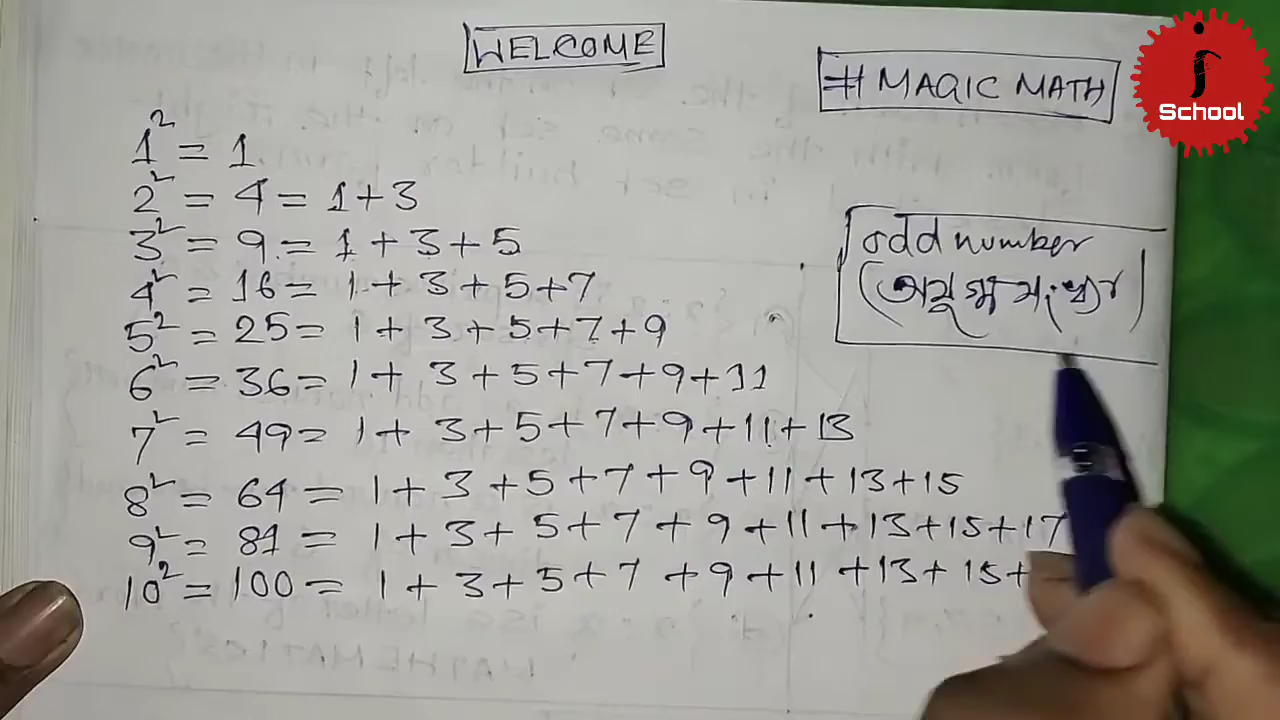 WELCOME
# MAGIC MATH
School
1² = 1
2² = 4 = 1+3
3² = 9 = 1+3+5
4² = 16 = 1+3+5+7
5² = 25 = 1+3+5+7+9
6² = 36 = 1+3+5+7+9+11
7² = 49 = 1+3+5+7+9+11+13
8² = 64 = 1+3+5+7+9+11+13+15
9² = 81 = 1+3+5+7+9+11+13+15+17
10² = 100 = 1+3+5+7+9+11+13+15+
odd number
(অযুগ্ম সংখ্যা)